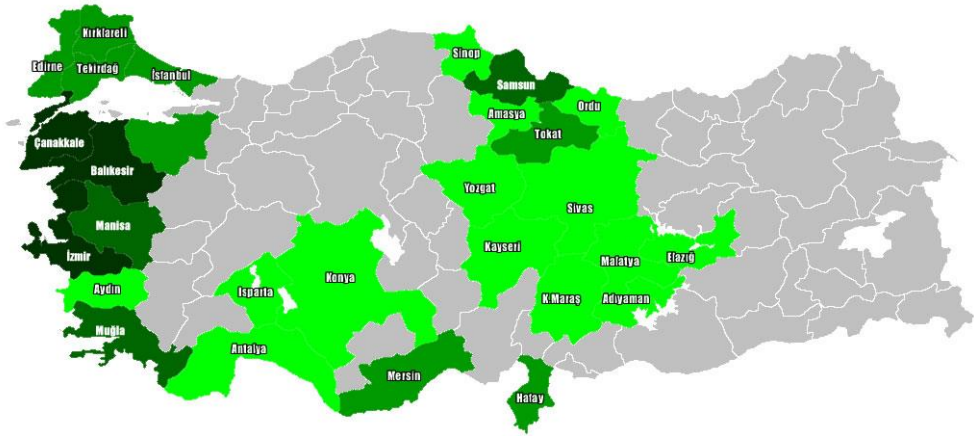 Kırklareli
Edirne
Tekirdağ
İstanbul
Sinop
Samsun
Amasya
Ordu
Tokat
Çanakkale
Balıkesir
Yozgat
Sivas
Manisa
Kayseri
İzmir
Malatya
Elazığ
Konya
Aydın
Isparta
K.Maraş
Adıyaman
Muğla
Antalya
Mersin
Hatay